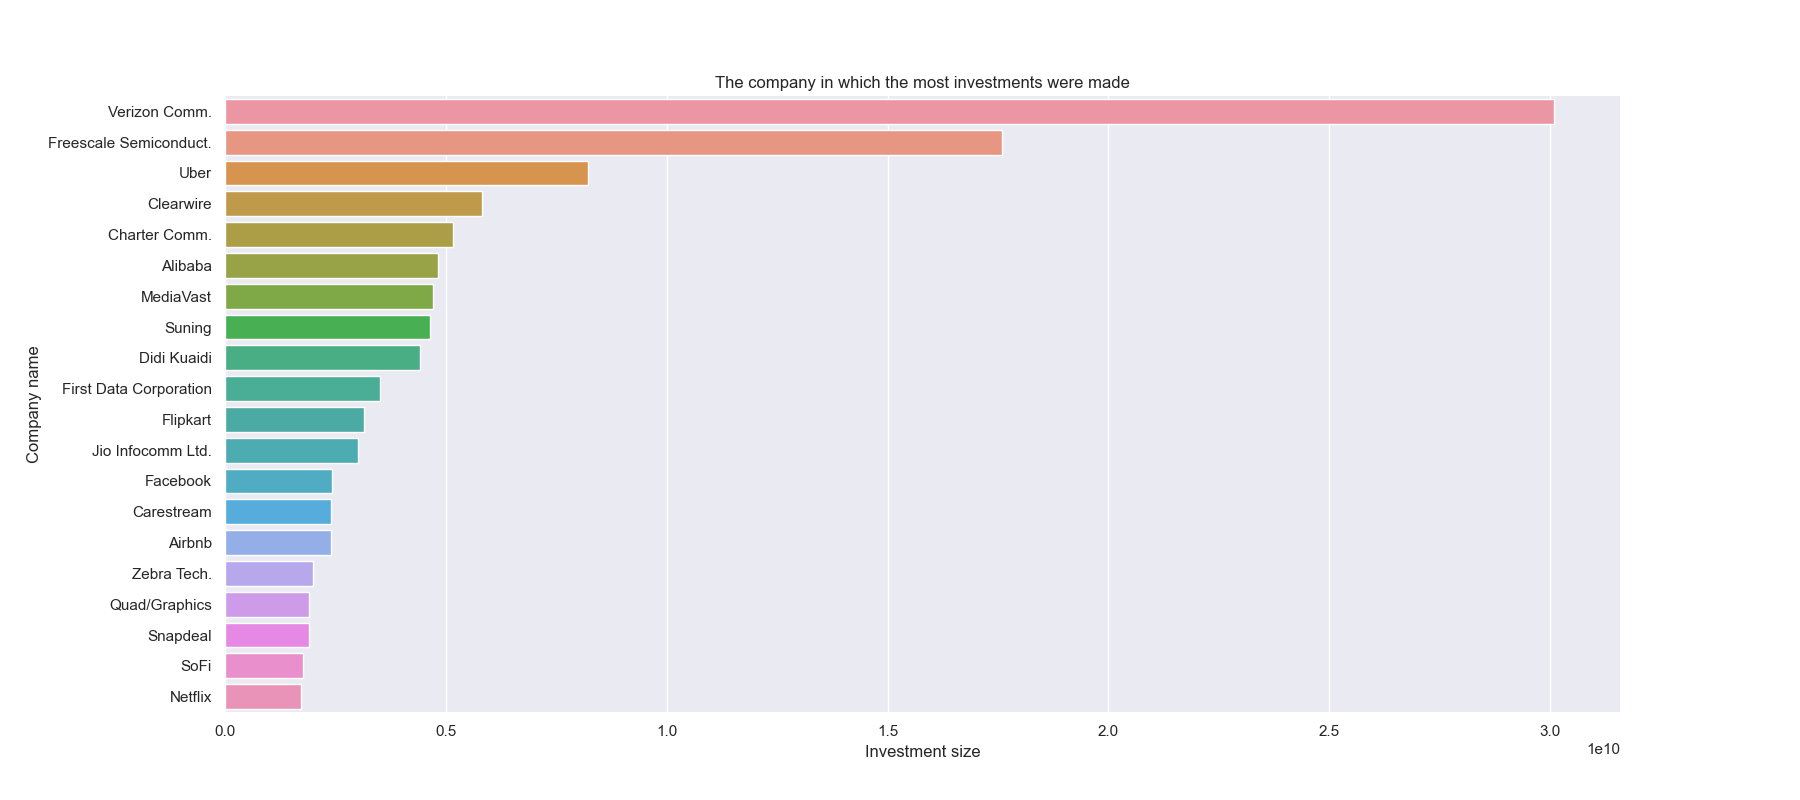 The company in which the most investments were made
Verizon Comm.
Freescale Semiconduct.
Uber
Clearwire
Charter Comm.
Alibaba
MediaVast
Suning
Didi Kuaidi
First Data Corporation
Flipkart
Jio Infocomm Ltd.
Facebook
Carestream
Airbnb
Zebra Tech.
Quad/Graphics
Snapdeal
SoFi
Netflix
Company name
0.0 0.5 1.0 1.5 2.0 2.5 3.0
1e10
Investment size